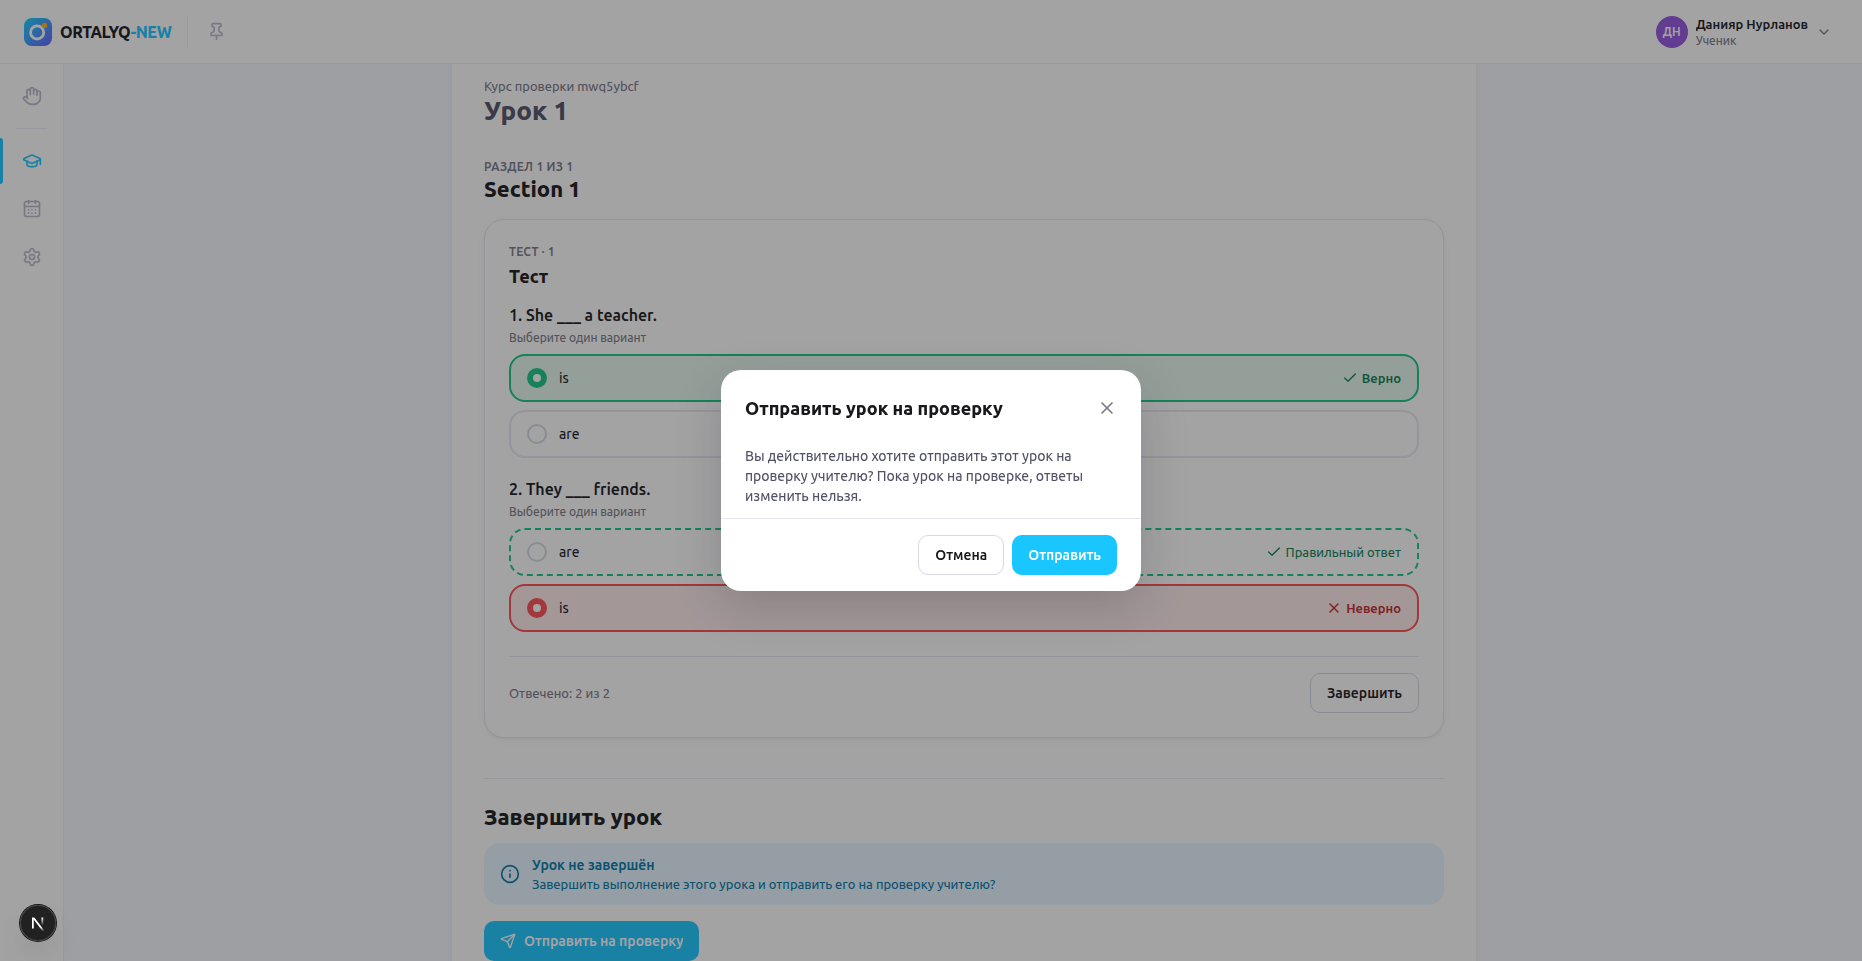 ORTALYQ-NEW
ДН
Данияр Нурланов
Ученик
Курс проверки mwq5ybcf
Урок 1
РАЗДЕЛ 1 ИЗ 1
Section 1
ТЕСТ · 1
Тест
1. She ___ a teacher.
Выберите один вариант
is
Верно
are
2. They ___ friends.
Выберите один вариант
are
Правильный ответ
is
Неверно
Отвечено: 2 из 2
Завершить
Отправить урок на проверку
Вы действительно хотите отправить этот урок на
проверку учителю? Пока урок на проверке, ответы
изменить нельзя.
Отмена
Отправить
Завершить урок
Урок не завершён
Завершить выполнение этого урока и отправить его на проверку учителю?
Отправить на проверку
N